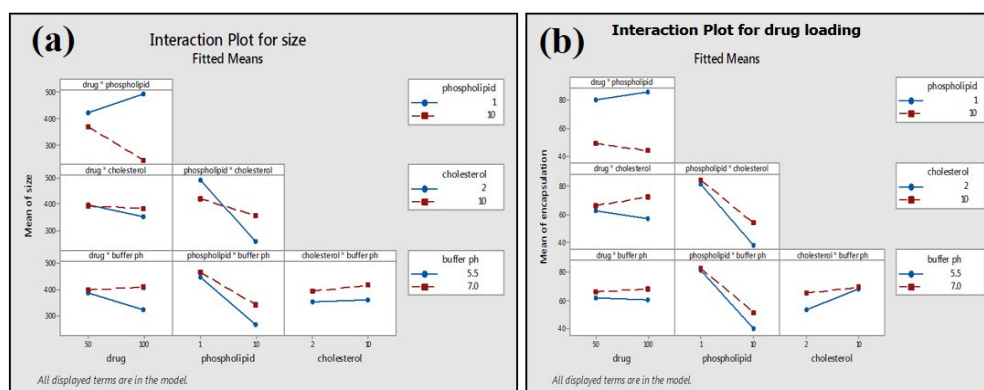 (a)
Interaction Plot for size
Fitted Means
drug * phospholipid
500
400
300
phospholipid
1
10
drug * cholesterol
phospholipid * cholesterol
500
400
300
cholesterol
2
10
Mean of size
drug * buffer ph
phospholipid * buffer ph
cholesterol * buffer ph
500
400
300
buffer ph
5.5
7.0
50
100
1
10
2
10
drug
phospholipid
cholesterol
All displayed terms are in the model.
(b)
Interaction Plot for drug loading
Fitted Means
drug * phospholipid
80
60
40
phospholipid
1
10
drug * cholesterol
phospholipid * cholesterol
80
60
40
cholesterol
2
10
Mean of encapsulation
drug * buffer ph
phospholipid * buffer ph
cholesterol * buffer ph
80
60
40
buffer ph
5.5
7.0
50
100
1
10
2
10
drug
phospholipid
cholesterol
All displayed terms are in the model.